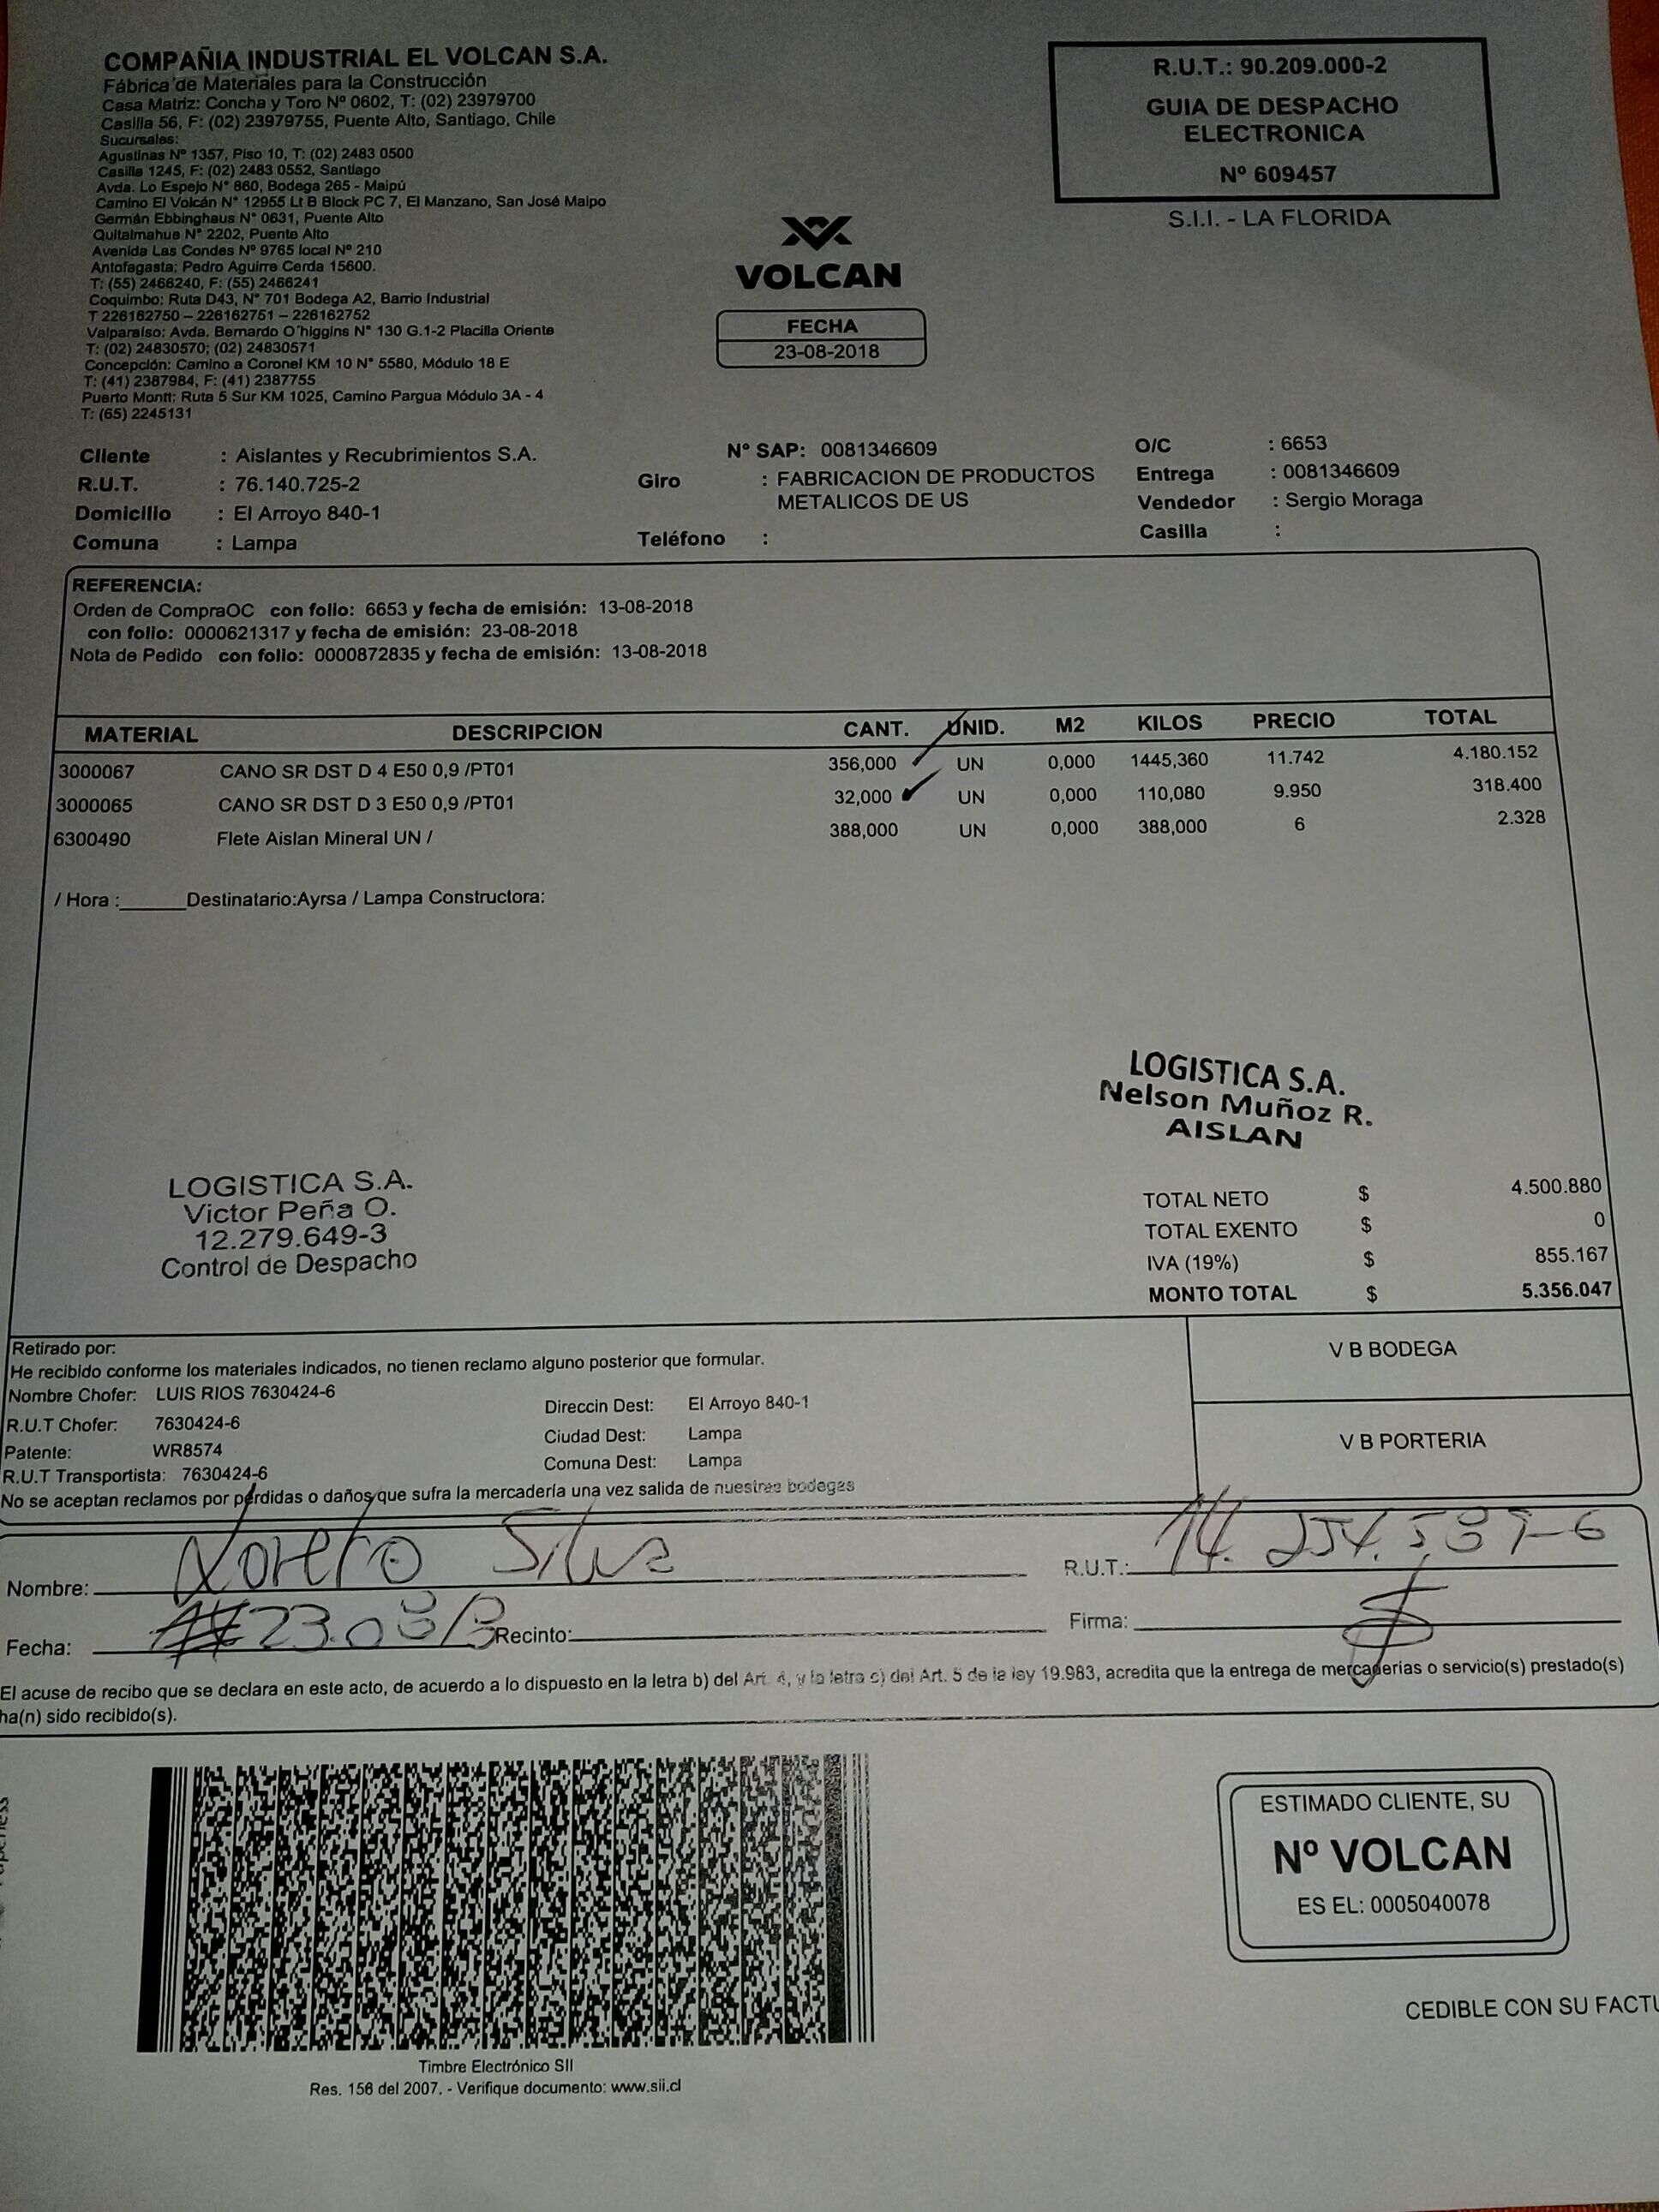 COMPAÑIA INDUSTRIAL EL VOLCAN S.A.
Fábrica de Materiales para la Construcción
Casa Matriz: Concha y Toro Nº 0602, T: (02) 23979700
Casilla 56, F: (02) 23979755, Puente Alto, Santiago, Chile
Sucursales:
Agustinas Nº 1357, Piso 10, T: (02) 2483 0500
Casilla 1245, F: (02) 2483 0552, Santiago
Avda. Lo Espejo N° 860, Bodega 265 - Maipú
Camino El Volcán N° 12955 Lt B Block PC 7, El Manzano, San José Maipo
Germán Ebbinghaus N° 0631, Puente Alto
Quitalmahue N° 2202, Puente Alto
Avenida Las Condes Nº 9765 local Nº 210
Antofagasta: Pedro Aguirre Cerda 15600.
T: (55) 2466240, F: (55) 2466241
Coquimbo: Ruta D43, N° 701 Bodega A2, Barrio Industrial
T 226162750 – 226162751 – 226162752
Valparaíso: Avda. Bernardo O´higgins N° 130 G.1-2 Placilla Oriente
T: (02) 24830570; (02) 24830571
Concepción: Camino a Coronel KM 10 N° 5580, Módulo 18 E
T: (41) 2387984, F: (41) 2387755
Puerto Montt: Ruta 5 Sur KM 1025, Camino Pargua Módulo 3A - 4
T: (65) 2245131
R.U.T.: 90.209.000-2
GUIA DE DESPACHO
ELECTRONICA
Nº 609457
S.I.I. - LA FLORIDA
VOLCAN
FECHA
23-08-2018
Cliente : Aislantes y Recubrimientos S.A. Nº SAP: 0081346609 O/C : 6653
R.U.T. : 76.140.725-2 Giro : FABRICACION DE PRODUCTOS Entrega : 0081346609
Domicilio : El Arroyo 840-1 METALICOS DE US Vendedor : Sergio Moraga
Comuna : Lampa Teléfono : Casilla :
REFERENCIA:
Orden de CompraOC con folio: 6653 y fecha de emisión: 13-08-2018
con folio: 0000621317 y fecha de emisión: 23-08-2018
Nota de Pedido con folio: 0000872835 y fecha de emisión: 13-08-2018
MATERIAL DESCRIPCION CANT. UNID. M2 KILOS PRECIO TOTAL
3000067 CANO SR DST D 4 E50 0,9 /PT01 356,000 UN 0,000 1445,360 11.742 4.180.152
3000065 CANO SR DST D 3 E50 0,9 /PT01 32,000 UN 0,000 110,080 9.950 318.400
6300490 Flete Aislan Mineral UN / 388,000 UN 0,000 388,000 6 2.328
/ Hora :______Destinatario:Ayrsa / Lampa Constructora:
LOGISTICA S.A.
Nelson Muñoz R.
AISLAN
LOGISTICA S.A.
Victor Peña O.
12.279.649-3
Control de Despacho
TOTAL NETO $ 4.500.880
TOTAL EXENTO $ 0
IVA (19%) $ 855.167
MONTO TOTAL $ 5.356.047
Retirado por:
He recibido conforme los materiales indicados, no tienen reclamo alguno posterior que formular.
Nombre Chofer: LUIS RIOS 7630424-6 Direccin Dest: El Arroyo 840-1
R.U.T Chofer: 7630424-6 Ciudad Dest: Lampa
Patente: WR8574 Comuna Dest: Lampa
R.U.T Transportista: 7630424-6
No se aceptan reclamos por pérdidas o daños que sufra la mercadería una vez salida de nuestras bodegas
V B BODEGA
V B PORTERIA
Nombre: Silva R.U.T.: 14.254.587-6
Fecha: 23.08 Recinto: Firma:
El acuse de recibo que se declara en este acto, de acuerdo a lo dispuesto en la letra b) del Art. 4, y la letra c) del Art. 5 de la ley 19.983, acredita que la entrega de mercaderías o servicio(s) prestado(s)
ha(n) sido recibido(s).
Timbre Electrónico SII
Res. 156 del 2007. - Verifique documento: www.sii.cl
ESTIMADO CLIENTE, SU
Nº VOLCAN
ES EL: 0005040078
CEDIBLE CON SU FACTU